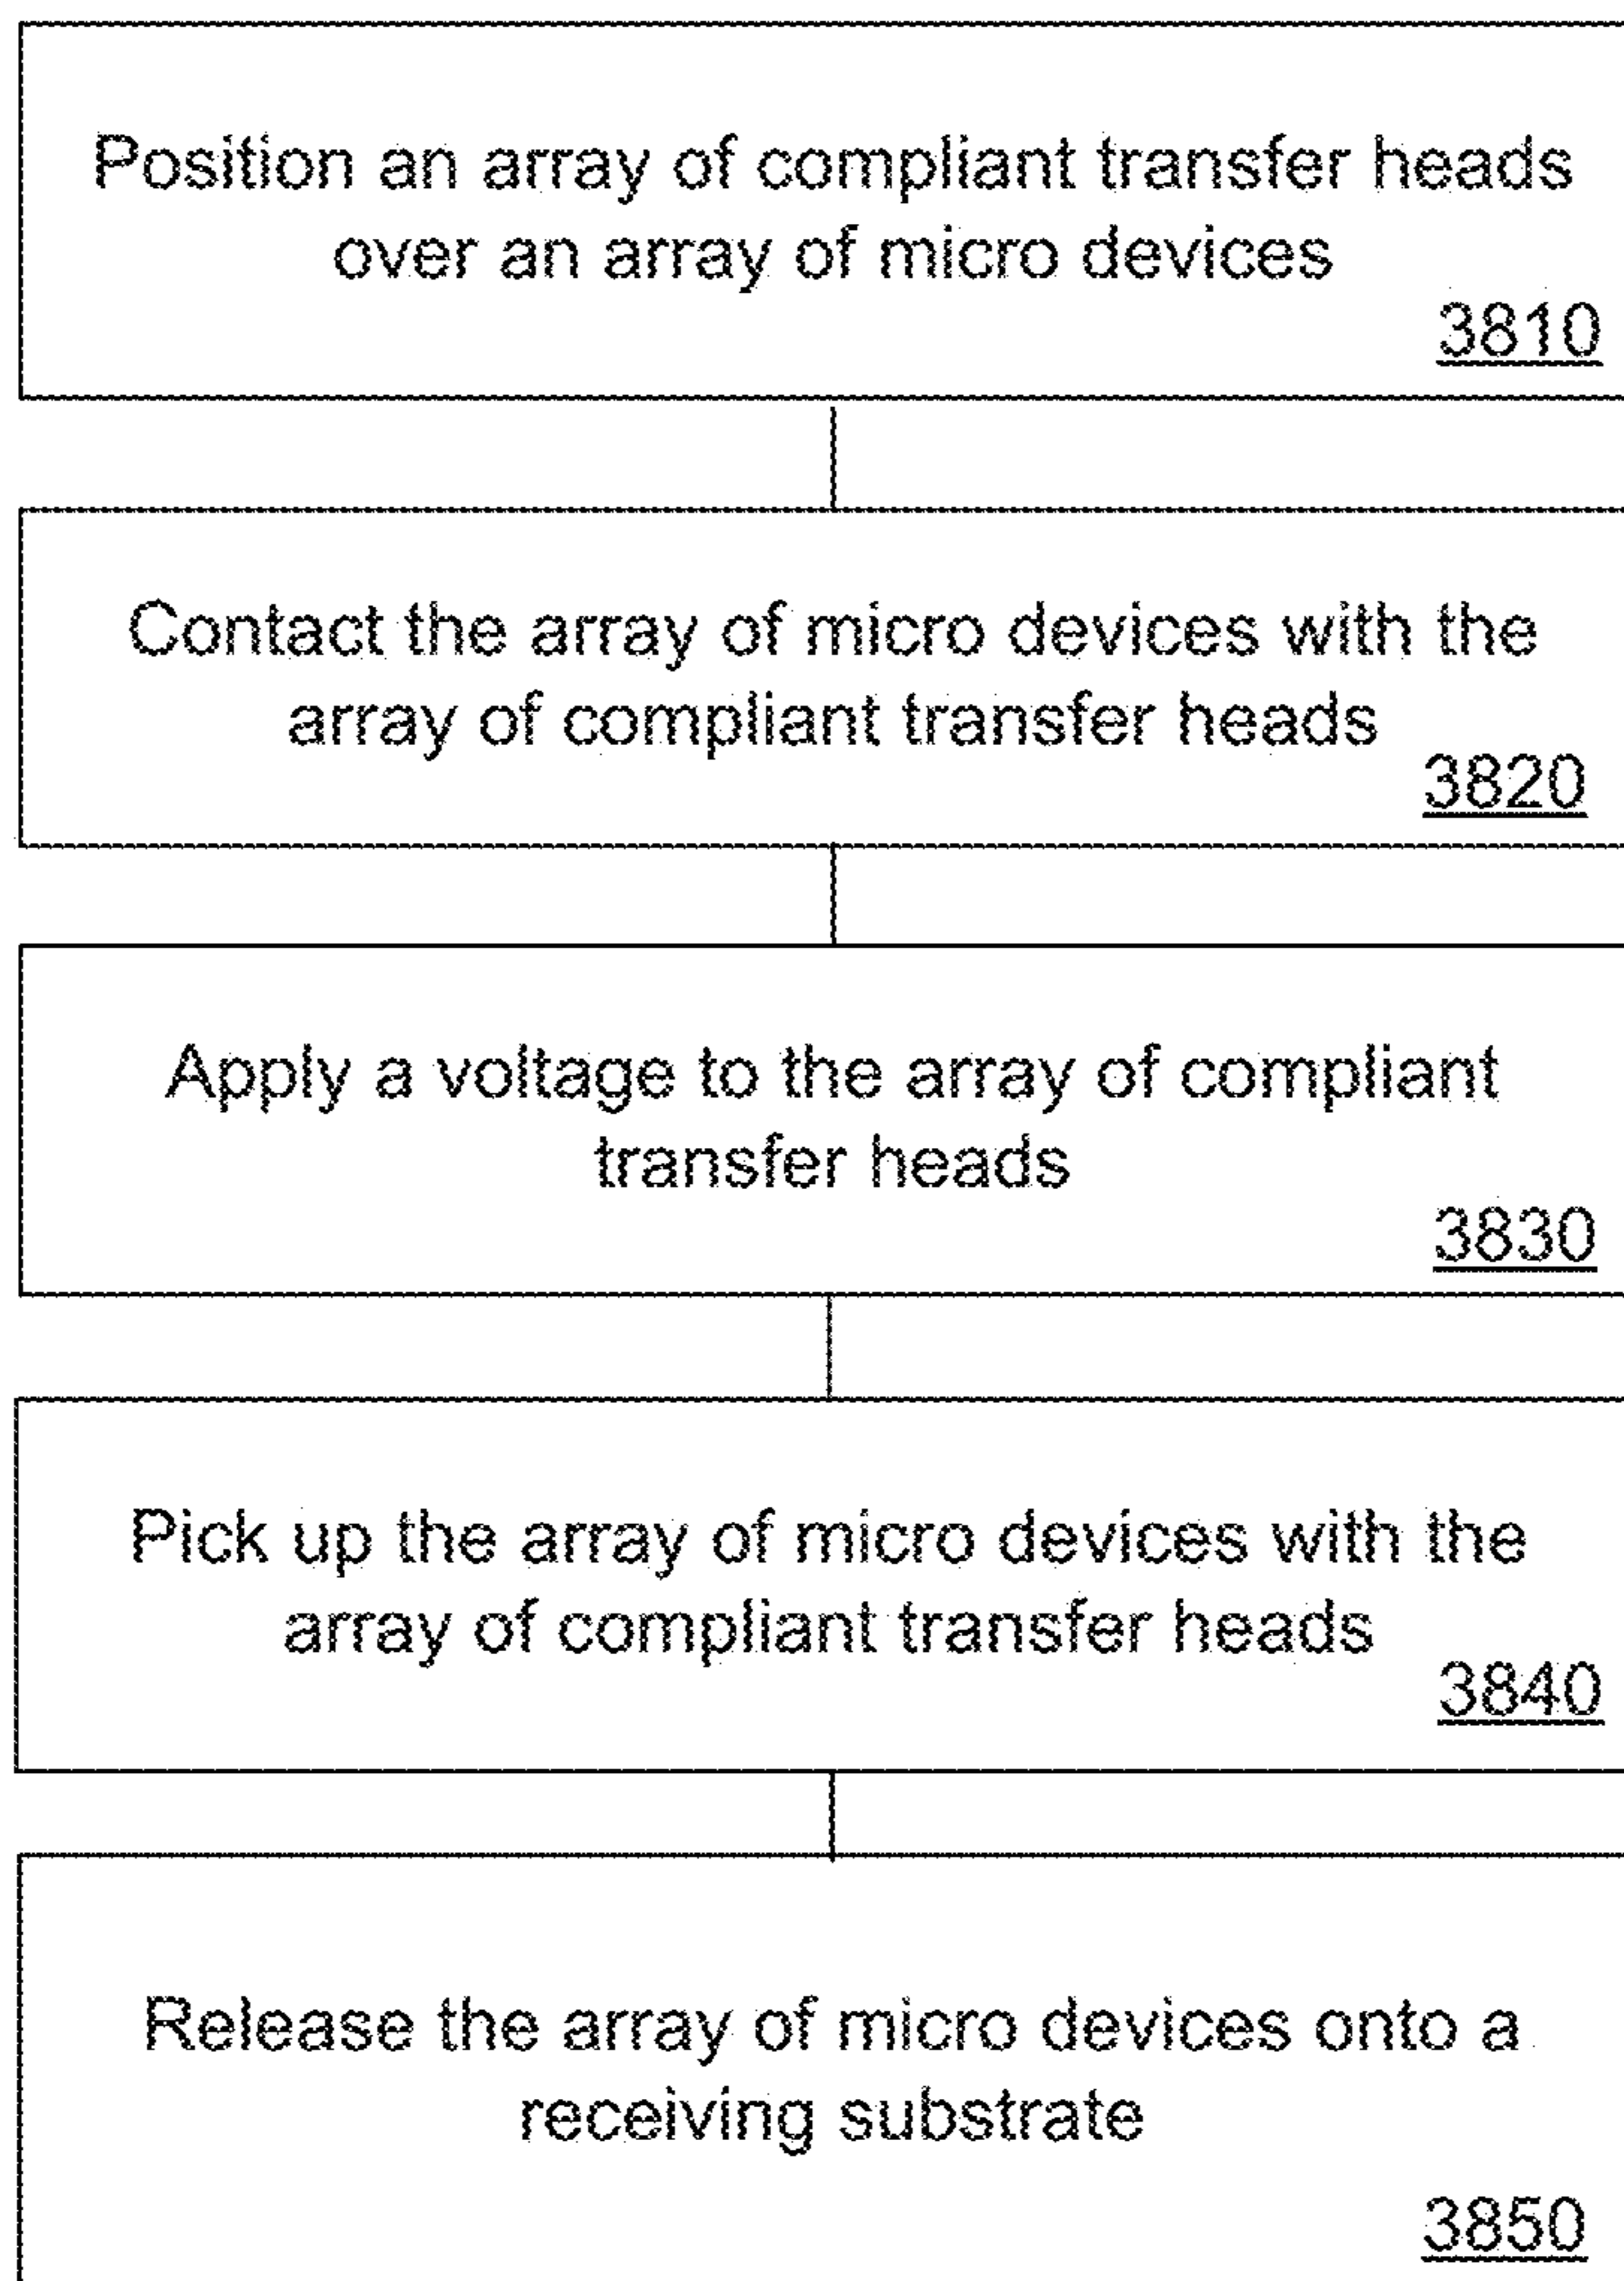 Position an array of compliant transfer heads
over an array of micro devices
3810
Contact the array of micro devices with the
array of compliant transfer heads
3820
Apply a voltage to the array of compliant
transfer heads
3830
Pick up the array of micro devices with the
array of compliant transfer heads
3840
Release the array of micro devices onto a
receiving substrate
3850